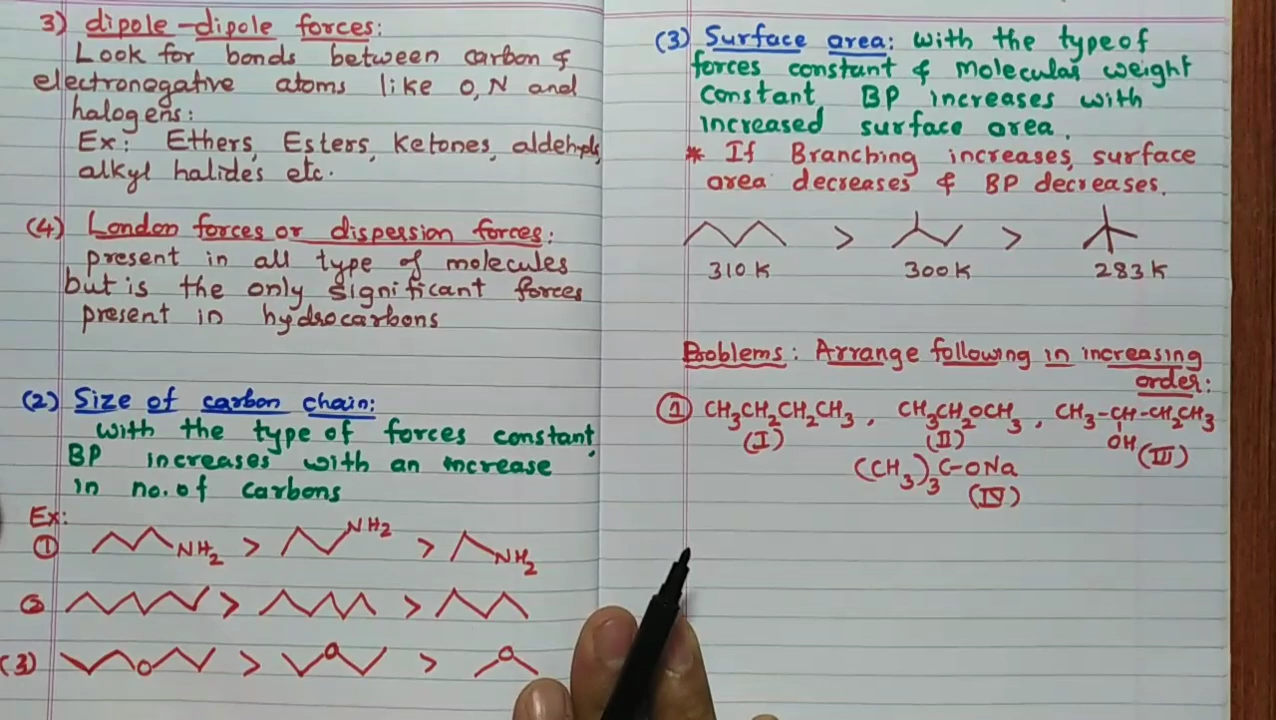 3) dipole-dipole forces:
Look for bonds between carbon &
electronegative atoms like O, N and
halogens:
Ex: Ethers, Esters, Ketones, aldehyds,
alkyl halides etc.
(4) London forces or dispersion forces:
present in all type of molecules
but is the only significant forces
present in hydrocarbons
(2) Size of carbon chain:
with the type of forces constant,
BP increases with an increase
in no. of carbons
Ex:
① NH2 > NH2 > NH2
② > >
(3) O > O > O
(3) Surface area: with the type of
forces constant & molecular weight
constant, BP increases with
increased surface area.
* If Branching increases, surface
area decreases & BP decreases.
> >
310 K 300 K 283 K
Problems: Arrange following in increasing
order:
① CH3CH2CH2CH3, CH3CH2OCH3, CH3-CH-CH2CH3
(I) (II) OH (III)
(CH3)3C-ONa
(IV)